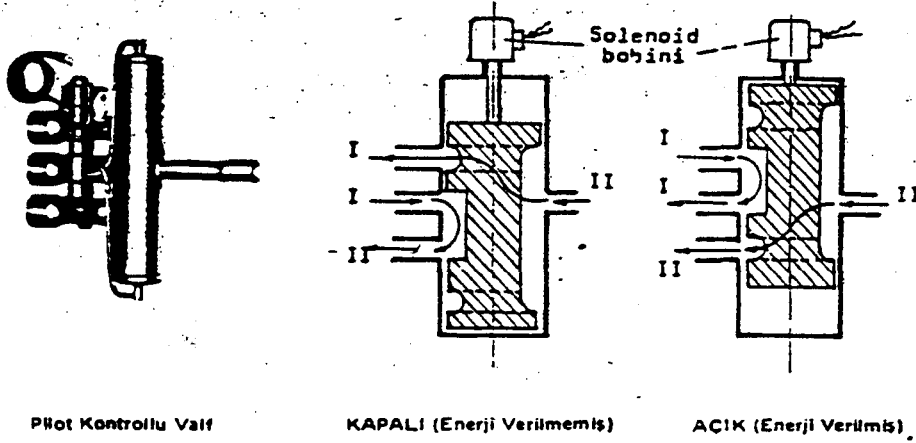 Solenoid
bobini
I
I
II
II
I
I
II
II
Pilot Kontrollu Valf
KAPALI (Enerji Verilmemiş)
AÇIK (Enerji Verilmiş)